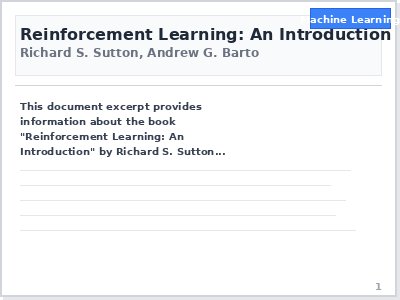 Machine Learning
Reinforcement Learning: An Introduction
Richard S. Sutton, Andrew G. Barto
This document excerpt provides
information about the book
"Reinforcement Learning: An
Introduction" by Richard S. Sutton...
1